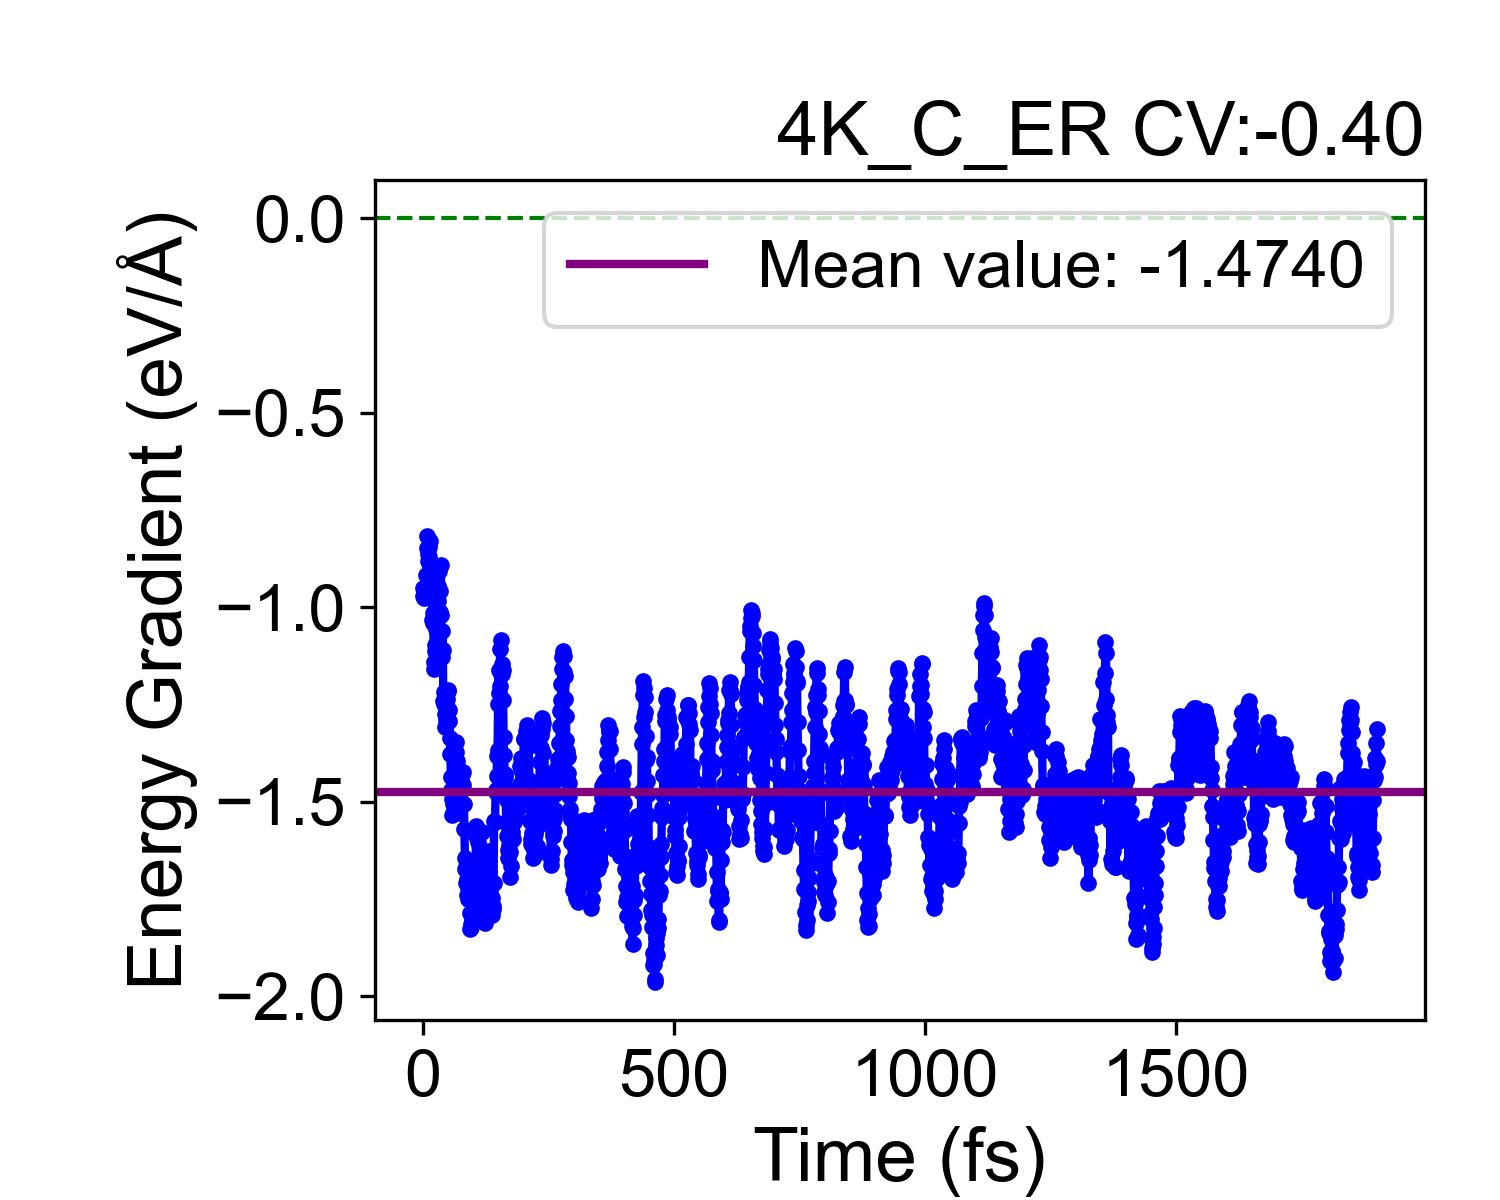 4K_C_ER CV:-0.40
Energy Gradient (eV/Å)
0.0
−0.5
−1.0
−1.5
−2.0
Mean value: -1.4740
0 500 1000 1500
Time (fs)